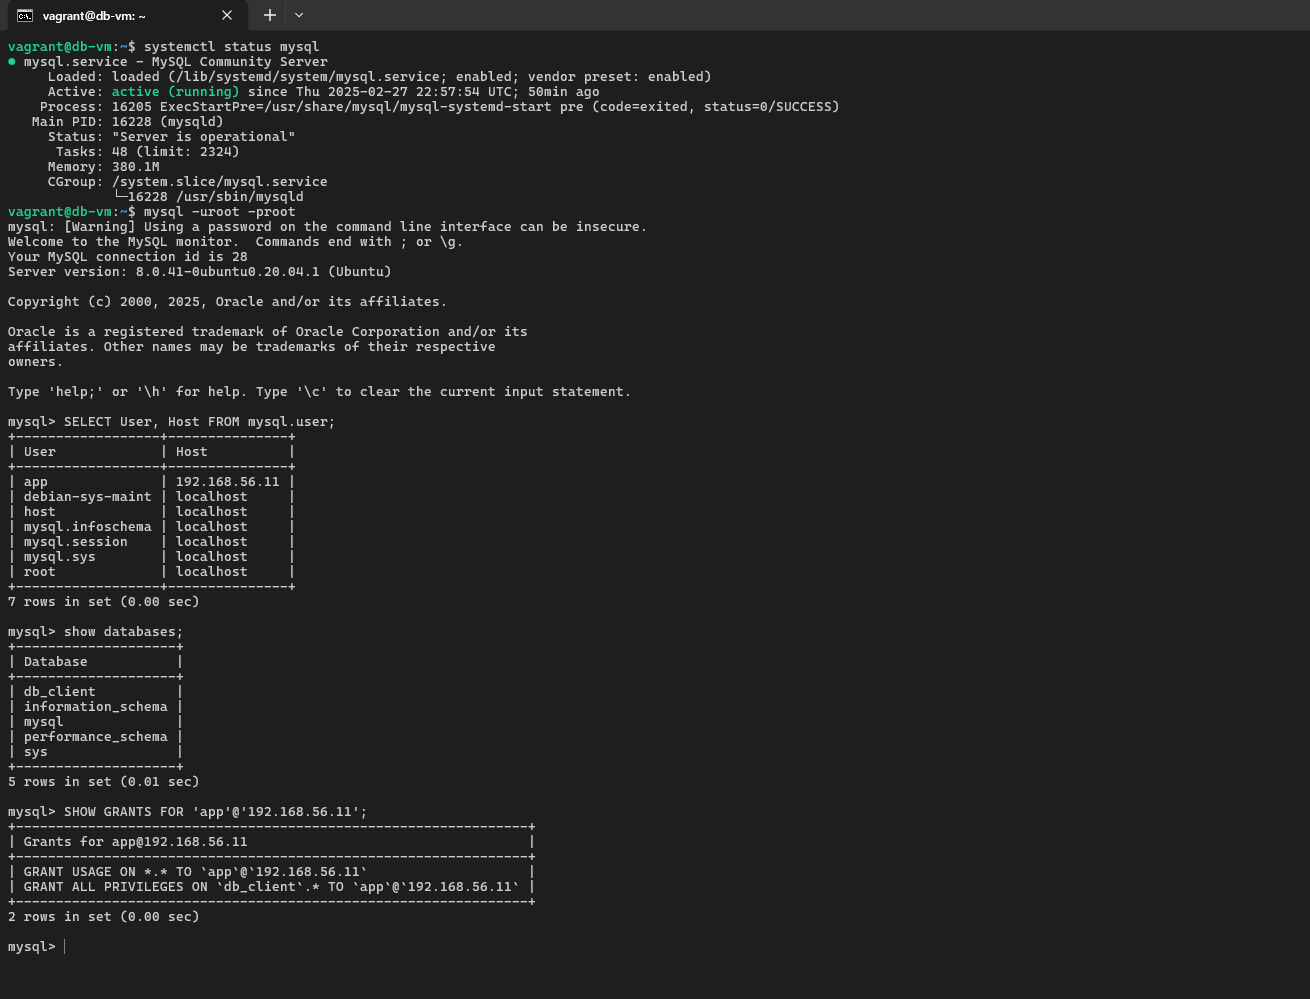 vagrant@db-vm: ~
vagrant@db-vm:~$ systemctl status mysql
● mysql.service - MySQL Community Server
     Loaded: loaded (/lib/systemd/system/mysql.service; enabled; vendor preset: enabled)
     Active: active (running) since Thu 2025-02-27 22:57:54 UTC; 50min ago
    Process: 16205 ExecStartPre=/usr/share/mysql/mysql-systemd-start pre (code=exited, status=0/SUCCESS)
   Main PID: 16228 (mysqld)
     Status: "Server is operational"
      Tasks: 48 (limit: 2324)
     Memory: 380.1M
     CGroup: /system.slice/mysql.service
             └─16228 /usr/sbin/mysqld
vagrant@db-vm:~$ mysql -uroot -proot
mysql: [Warning] Using a password on the command line interface can be insecure.
Welcome to the MySQL monitor.  Commands end with ; or \g.
Your MySQL connection id is 28
Server version: 8.0.41-0ubuntu0.20.04.1 (Ubuntu)
Copyright (c) 2000, 2025, Oracle and/or its affiliates.
Oracle is a registered trademark of Oracle Corporation and/or its
affiliates. Other names may be trademarks of their respective
owners.
Type 'help;' or '\h' for help. Type '\c' to clear the current input statement.
mysql> SELECT User, Host FROM mysql.user;
+------------------+---------------+
| User             | Host          |
+------------------+---------------+
| app              | 192.168.56.11 |
| debian-sys-maint | localhost     |
| host             | localhost     |
| mysql.infoschema | localhost     |
| mysql.session    | localhost     |
| mysql.sys        | localhost     |
| root             | localhost     |
+------------------+---------------+
7 rows in set (0.00 sec)
mysql> show databases;
+--------------------+
| Database           |
+--------------------+
| db_client          |
| information_schema |
| mysql              |
| performance_schema |
| sys                |
+--------------------+
5 rows in set (0.01 sec)
mysql> SHOW GRANTS FOR 'app'@'192.168.56.11';
+----------------------------------------------------------------+
| Grants for app@192.168.56.11                                   |
+----------------------------------------------------------------+
| GRANT USAGE ON *.* TO `app`@`192.168.56.11`                    |
| GRANT ALL PRIVILEGES ON `db_client`.* TO `app`@`192.168.56.11` |
+----------------------------------------------------------------+
2 rows in set (0.00 sec)
mysql>